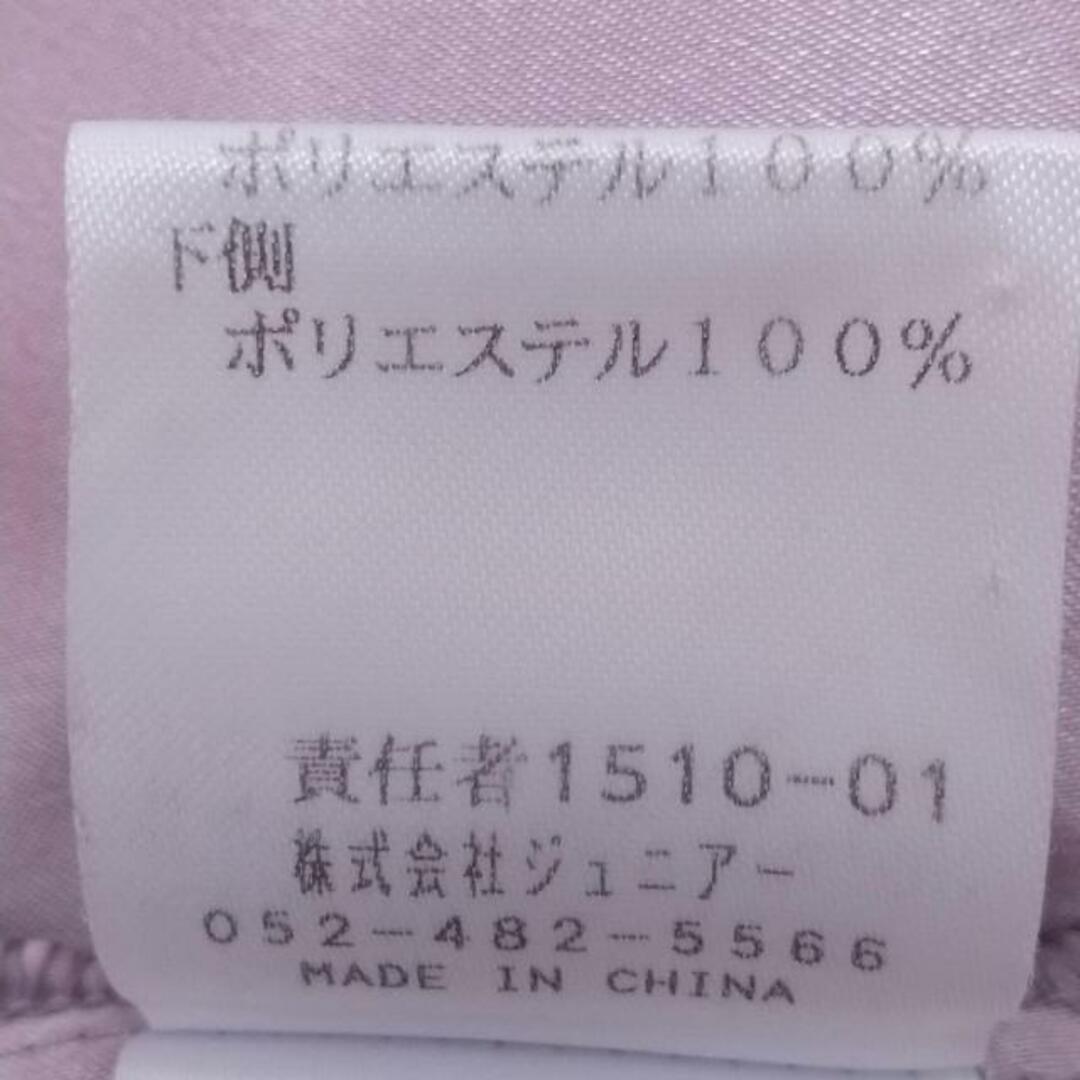 ポリエステル100%
ド側
ポリエステル100%
責任者1510-01
株式会社ジュニアー
052-482-5566
MADE IN CHINA